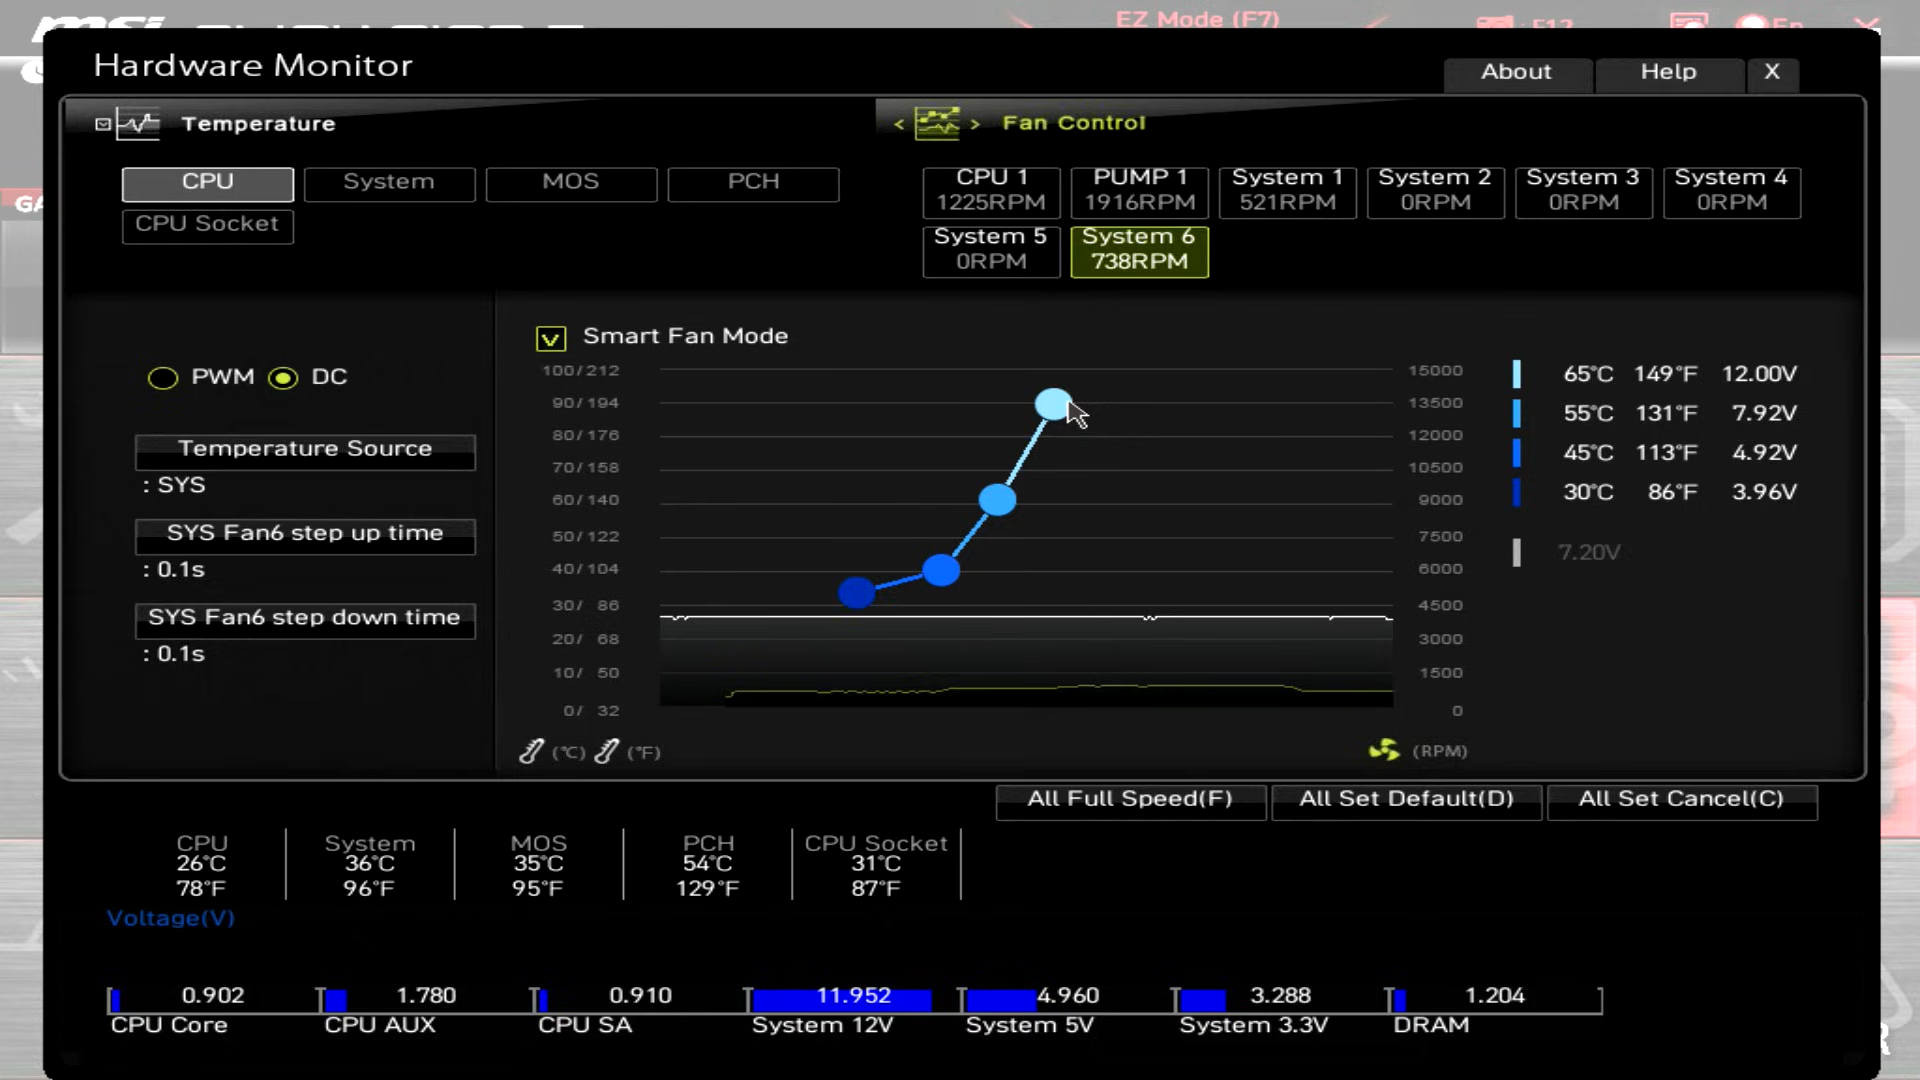 EZ Mode (F7)
Hardware Monitor
About
Help
X
Temperature
< > Fan Control
CPU
System
MOS
PCH
CPU Socket
CPU 1
1225RPM
PUMP 1
1916RPM
System 1
521RPM
System 2
0RPM
System 3
0RPM
System 4
0RPM
System 5
0RPM
System 6
738RPM
PWM
DC
Temperature Source
: SYS
SYS Fan6 step up time
: 0.1s
SYS Fan6 step down time
: 0.1s
V Smart Fan Mode
100/212
90/194
80/176
70/158
60/140
50/122
40/104
30/ 86
20/ 68
10/ 50
0/ 32
15000
13500
12000
10500
9000
7500
6000
4500
3000
1500
0
(°C) (°F)
(RPM)
65°C 149°F 12.00V
55°C 131°F 7.92V
45°C 113°F 4.92V
30°C 86°F 3.96V
7.20V
All Full Speed(F)
All Set Default(D)
All Set Cancel(C)
CPU
26°C
78°F
System
36°C
96°F
MOS
35°C
95°F
PCH
54°C
129°F
CPU Socket
31°C
87°F
Voltage(V)
0.902
CPU Core
1.780
CPU AUX
0.910
CPU SA
11.952
System 12V
4.960
System 5V
3.288
System 3.3V
1.204
DRAM